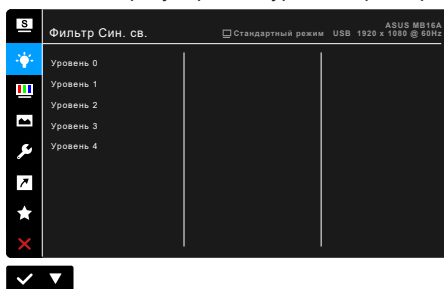 S
ASUS MB16A
Фильтр Син. св.
Стандартный режим USB 1920 x 1080 @ 60Hz
Уровень 0
Уровень 1
Уровень 2
Уровень 3
Уровень 4